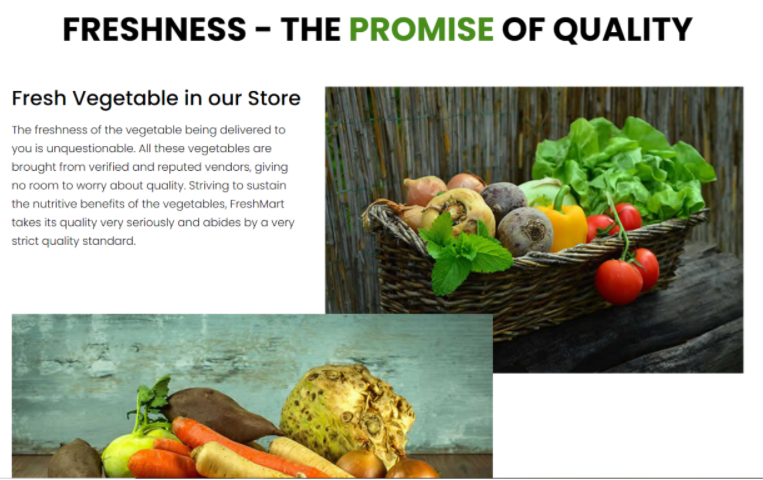 FRESHNESS - THE PROMISE OF QUALITY
Fresh Vegetable in our Store
The freshness of the vegetable being delivered to
you is unquestionable. All these vegetables are
brought from verified and reputed vendors, giving
no room to worry about quality. Striving to sustain
the nutritive benefits of the vegetables, FreshMart
takes its quality very seriously and abides by a very
strict quality standard.